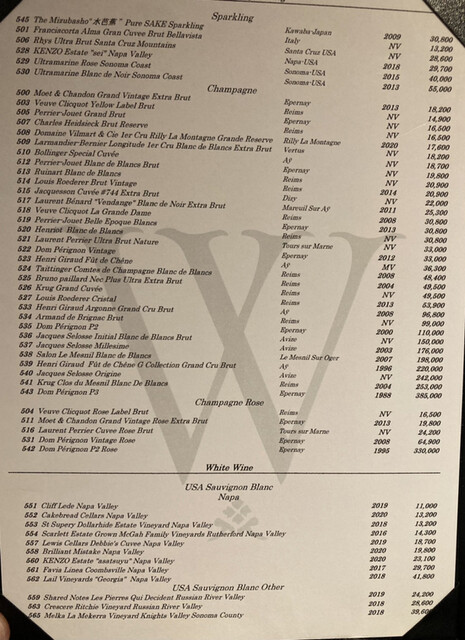 Sparkling
545 The Mizubasho "水芭蕉" Pure SAKE Sparkling Kawaba-Japan 2009 30,800
501 Franciacorta Alma Gran Cuvee Brut Bellavista Italy NV 13,200
506 Rhys Ultra Brut Santa Cruz Mountains Santa Cruz-USA NV 28,600
528 KENZO Estate "sei" Napa Valley Napa-USA 2018 29,700
529 Ultramarine Rose Sonoma Coast Sonoma-USA 2015 40,000
530 Ultramarine Blanc de Noir Sonoma Coast Sonoma-USA 2013 55,000
Champagne
500 Moet & Chandon Grand Vintage Extra Brut Epernay 2013 18,200
503 Veuve Clicquot Yellow Label Brut Reims NV 14,900
505 Perrier-Jouet Grand Brut Epernay NV 16,500
507 Charles Heidsieck Brut Reserve Reims NV 16,500
508 Domaine Vilmart & Cie 1er Cru Rilly La Montagne Grande Reserve Rilly La Montagne 2020 17,600
509 Larmandier-Bernier Longitude 1er Cru Blanc de Blancs Extra Brut Vertus NV 18,200
510 Bollinger Special Cuvée Aÿ NV 18,700
512 Perrier-Jouet Blanc de Blancs Brut Epernay NV 19,800
513 Ruinart Blanc de Blancs Reims NV 20,900
514 Louis Roederer Brut Vintage Reims 2014 20,900
515 Jacquesson Cuvée #744 Extra Brut Dizy NV 22,000
517 Laurent Bénard "Vendange" Blanc de Noir Extra Brut Mareuil Sur Aÿ 2011 25,300
518 Veuve Clicquot La Grande Dame Reims 2008 30,800
519 Perrier-Jouet Belle Epoque Blanc Epernay 2013 30,800
520 Henriot Blanc de Blancs Reims NV 30,800
521 Laurent Perrier Ultra Brut Nature Tours sur Marne NV 33,000
522 Dom Pérignon Vintage Epernay 2012 33,000
523 Henri Giraud Fût de Chêne Aÿ MV 36,300
524 Taittinger Comtes de Champagne Blanc de Blancs Reims 2008 48,400
525 Bruno paillard Nec Plus Ultra Extra Brut Reims 2004 49,500
526 Krug Grand Cuvée Reims NV 49,500
527 Louis Roederer Cristal Reims 2013 53,900
533 Henri Giraud Argonne Grand Cru Brut Aÿ 2008 96,800
534 Armand de Brignac Brut Reims NV 99,000
535 Dom Pérignon P2 Epernay 2000 110,000
536 Jacques Selosse Initial Blanc de Blancs Brut Avize NV 150,000
537 Jacques Selosse Millesime Avize 2003 176,000
538 Salon Le Mesnil Blanc de Blancs Le Mesnil Sur Oger 2007 198,000
539 Henri Giraud Fût de Chêne G Collection Grand Cru Brut Aÿ 1996 220,000
540 Jacques Selosse Origine Avize NV 242,000
541 Krug Clos du Mesnil Blanc De Blancs Reims 2004 253,000
543 Dom Pérignon P3 Epernay 1988 385,000
Champagne Rose
504 Veuve Clicquot Rose Label Brut Reims NV 16,500
511 Moet & Chandon Grand Vintage Rose Extra Brut Epernay 2013 19,800
516 Laurent Perrier Cuvee Rose Brut Tours sur Marne NV 24,200
531 Dom Pérignon Vintage Rose Epernay 2008 64,900
542 Dom Pérignon P2 Rose Epernay 1995 330,000
W
White Wine
USA Sauvignon Blanc
Napa
551 Cliff Lede Napa Valley 2019 11,000
552 Cakebread Cellars Napa Valley 2020 13,200
553 St Supery Dollarhide Estate Vineyard Napa Valley 2018 13,200
554 Scarlett Estate Grown McGah Family Vineyards Rutherford Napa Valley 2016 14,300
557 Lewis Cellars Debbie's Cuvee Napa Valley 2019 18,700
558 Brilliant Mistake Napa Valley 2020 19,800
560 KENZO Estate "asatsuyu" Napa Valley 2020 23,100
561 Favia Linea Coombsville Napa Valley 2017 29,700
562 Lail Vineyards "Georgia" Napa Valley 2018 41,800
USA Sauvignon Blanc Other
559 Shared Notes Les Pierres Qui Decident Russian River Valley 2019 24,200
563 Crescere Ritchie Vineyard Russian River Valley 2018 28,600
565 Melka La Mekerra Vineyard Knights Valley Sonoma County 2018 39,600